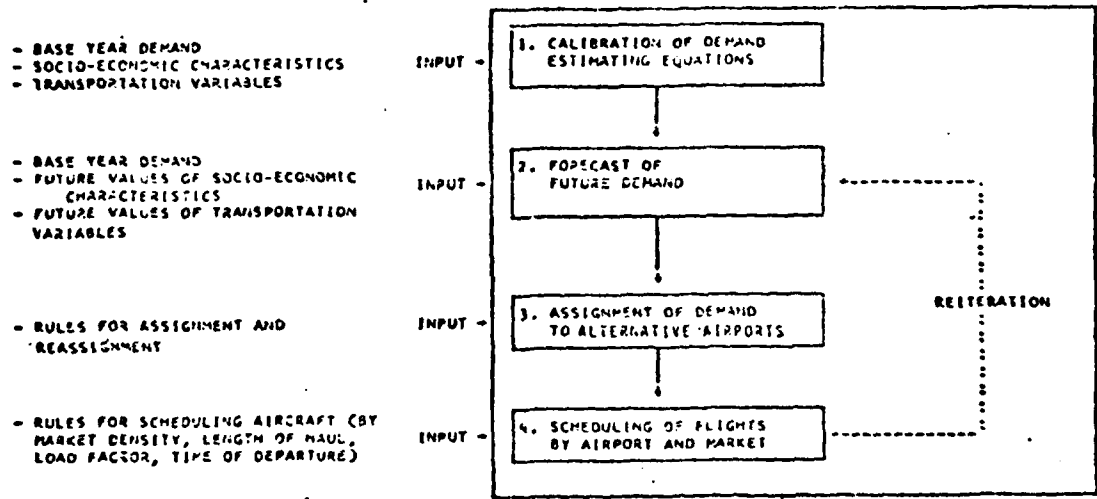 - BASE YEAR DEMAND
- SOCIO-ECONOMIC CHARACTERISTICS
- TRANSPORTATION VARIABLES
INPUT
1. CALIBRATION OF DEMAND
ESTIMATING EQUATIONS
- BASE YEAR DEMAND
- FUTURE VALUES OF SOCIO-ECONOMIC
CHARACTERISTICS
- FUTURE VALUES OF TRANSPORTATION
VARIABLES
INPUT
2. FORECAST OF
FUTURE DEMAND
REITERATION
- RULES FOR ASSIGNMENT AND
REASSIGNMENT
INPUT
3. ASSIGNMENT OF DEMAND
TO ALTERNATIVE AIRPORTS
- RULES FOR SCHEDULING AIRCRAFT (BY
MARKET DENSITY, LENGTH OF HAUL,
LOAD FACTOR, TIME OF DEPARTURE)
INPUT
4. SCHEDULING OF FLIGHTS
BY AIRPORT AND MARKET